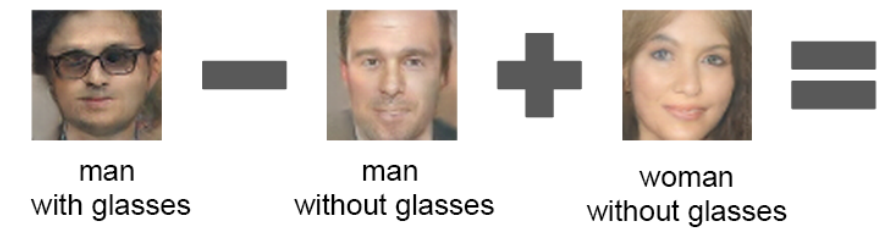 man
with glasses
man
without glasses
woman
without glasses